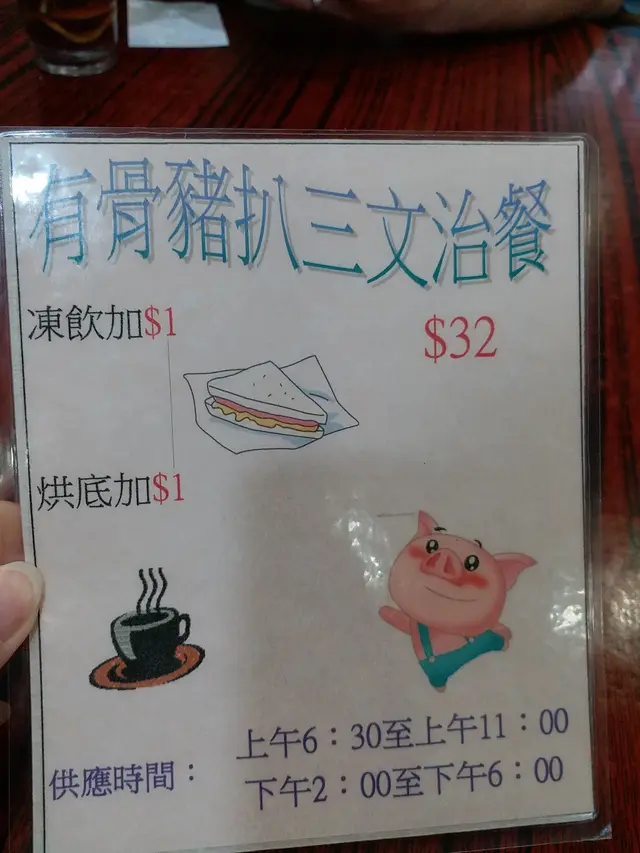 有骨豬扒三文治餐
凍飲加$1
$32
烘底加$1
供應時間：
上午6：30至上午11：00
下午2：00至下午6：00